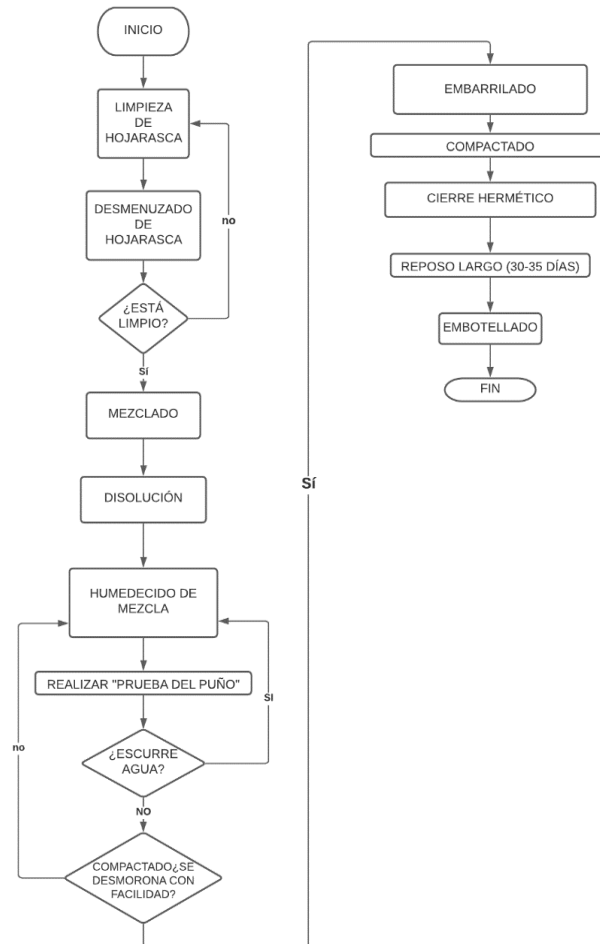 INICIO
LIMPIEZA
DE
HOJARASCA
DESMENUZADO
DE
HOJARASCA
no
¿ESTÁ
LIMPIO?
Sí
MEZCLADO
DISOLUCIÓN
HUMEDECIDO DE
MEZCLA
REALIZAR "PRUEBA DEL PUÑO"
SI
no
¿ESCURRE
AGUA?
NO
COMPACTADO¿SE
DESMORONA CON
FACILIDAD?
Sí
EMBARRILADO
COMPACTADO
CIERRE HERMÉTICO
REPOSO LARGO (30-35 DÍAS)
EMBOTELLADO
FIN